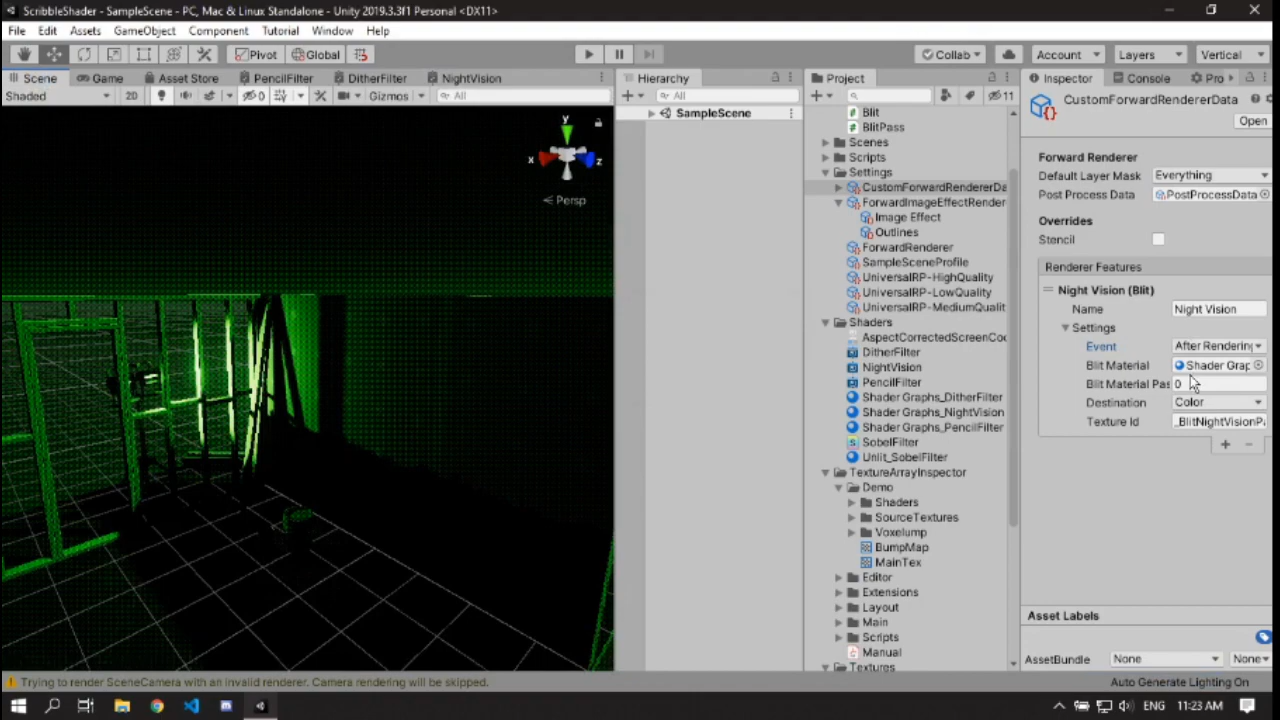 ScribbleShader - SampleScene - PC, Mac & Linux Standalone - Unity 2019.3.3f1 Personal <DX11>
File Edit Assets GameObject Component Tutorial Window Help
Pivot Global Collab Account Layers Vertical
Scene Game Asset Store PencilFilter DitherFilter NightVision
Shaded 2D 0 Gizmos All
y
x
z
Persp
Hierarchy
All
SampleScene
Project
11
Blit
BlitPass
Scenes
Scripts
Settings
CustomForwardRendererDa
ForwardImageEffectRender
Image Effect
Outlines
ForwardRenderer
SampleSceneProfile
UniversalRP-HighQuality
UniversalRP-LowQuality
UniversalRP-MediumQualit
Shaders
AspectCorrectedScreenCoo
DitherFilter
NightVision
PencilFilter
Shader Graphs_DitherFilter
Shader Graphs_NightVision
Shader Graphs_PencilFilter
SobelFilter
Unlit_SobelFilter
TextureArrayInspector
Demo
Shaders
SourceTextures
Voxelump
BumpMap
MainTex
Editor
Extensions
Layout
Main
Scripts
Manual
Textures
Inspector Console Pro
CustomForwardRendererData
Open
Forward Renderer
Default Layer Mask Everything
Post Process Data PostProcessData
Overrides
Stencil
Renderer Features
Night Vision (Blit)
Name Night Vision
Settings
Event After Rendering
Blit Material Shader Grap
Blit Material Pas 0
Destination Color
Texture Id _BlitNightVisionPa
Asset Labels
AssetBundle None None
Trying to render SceneCamera with an invalid renderer. Camera rendering will be skipped.
Auto Generate Lighting On
ENG 11:23 AM